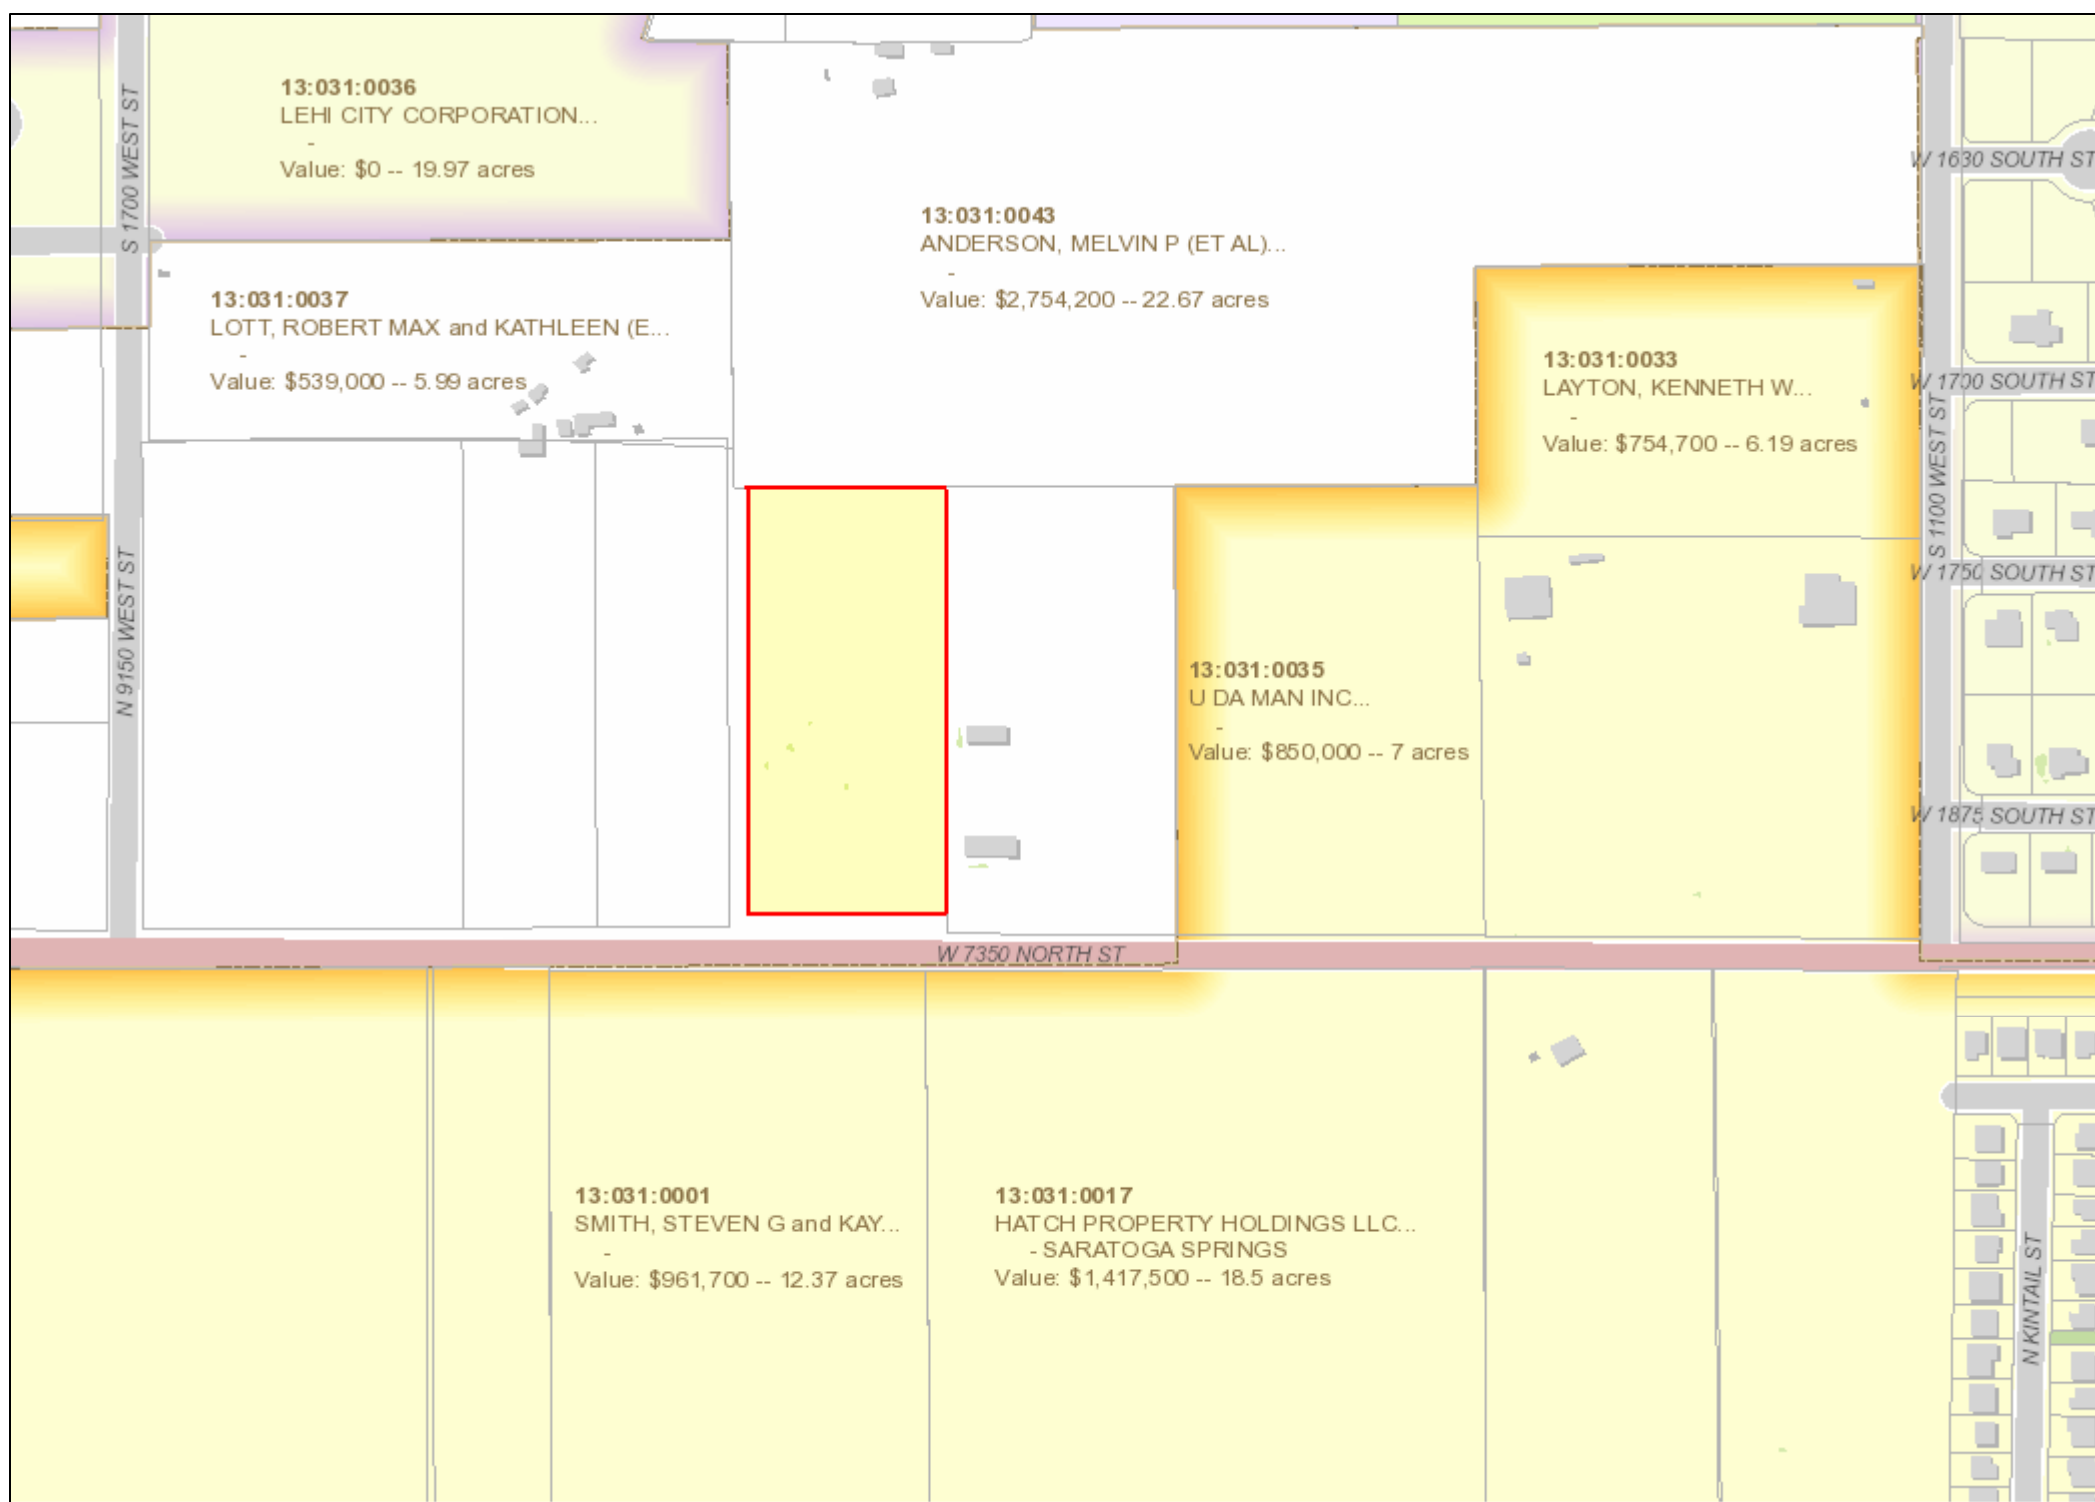 13:031:0036
LEHI CITY CORPORATION...
-
Value: $0 -- 19.97 acres
S 1700 WEST ST
W 1630 SOUTH ST
13:031:0043
ANDERSON, MELVIN P (ET AL)...
-
Value: $2,754,200 -- 22.67 acres
13:031:0037
LOTT, ROBERT MAX and KATHLEEN (E...
-
Value: $539,000 -- 5.99 acres
13:031:0033
LAYTON, KENNETH W...
-
Value: $754,700 -- 6.19 acres
W 1700 SOUTH ST
S 1100 WEST ST
W 1750 SOUTH ST
N 9150 WEST ST
13:031:0035
U DA MAN INC...
-
Value: $850,000 -- 7 acres
W 1875 SOUTH ST
W 7350 NORTH ST
13:031:0001
SMITH, STEVEN G and KAY...
-
Value: $961,700 -- 12.37 acres
13:031:0017
HATCH PROPERTY HOLDINGS LLC...
- SARATOGA SPRINGS
Value: $1,417,500 -- 18.5 acres
N KINTAIL ST